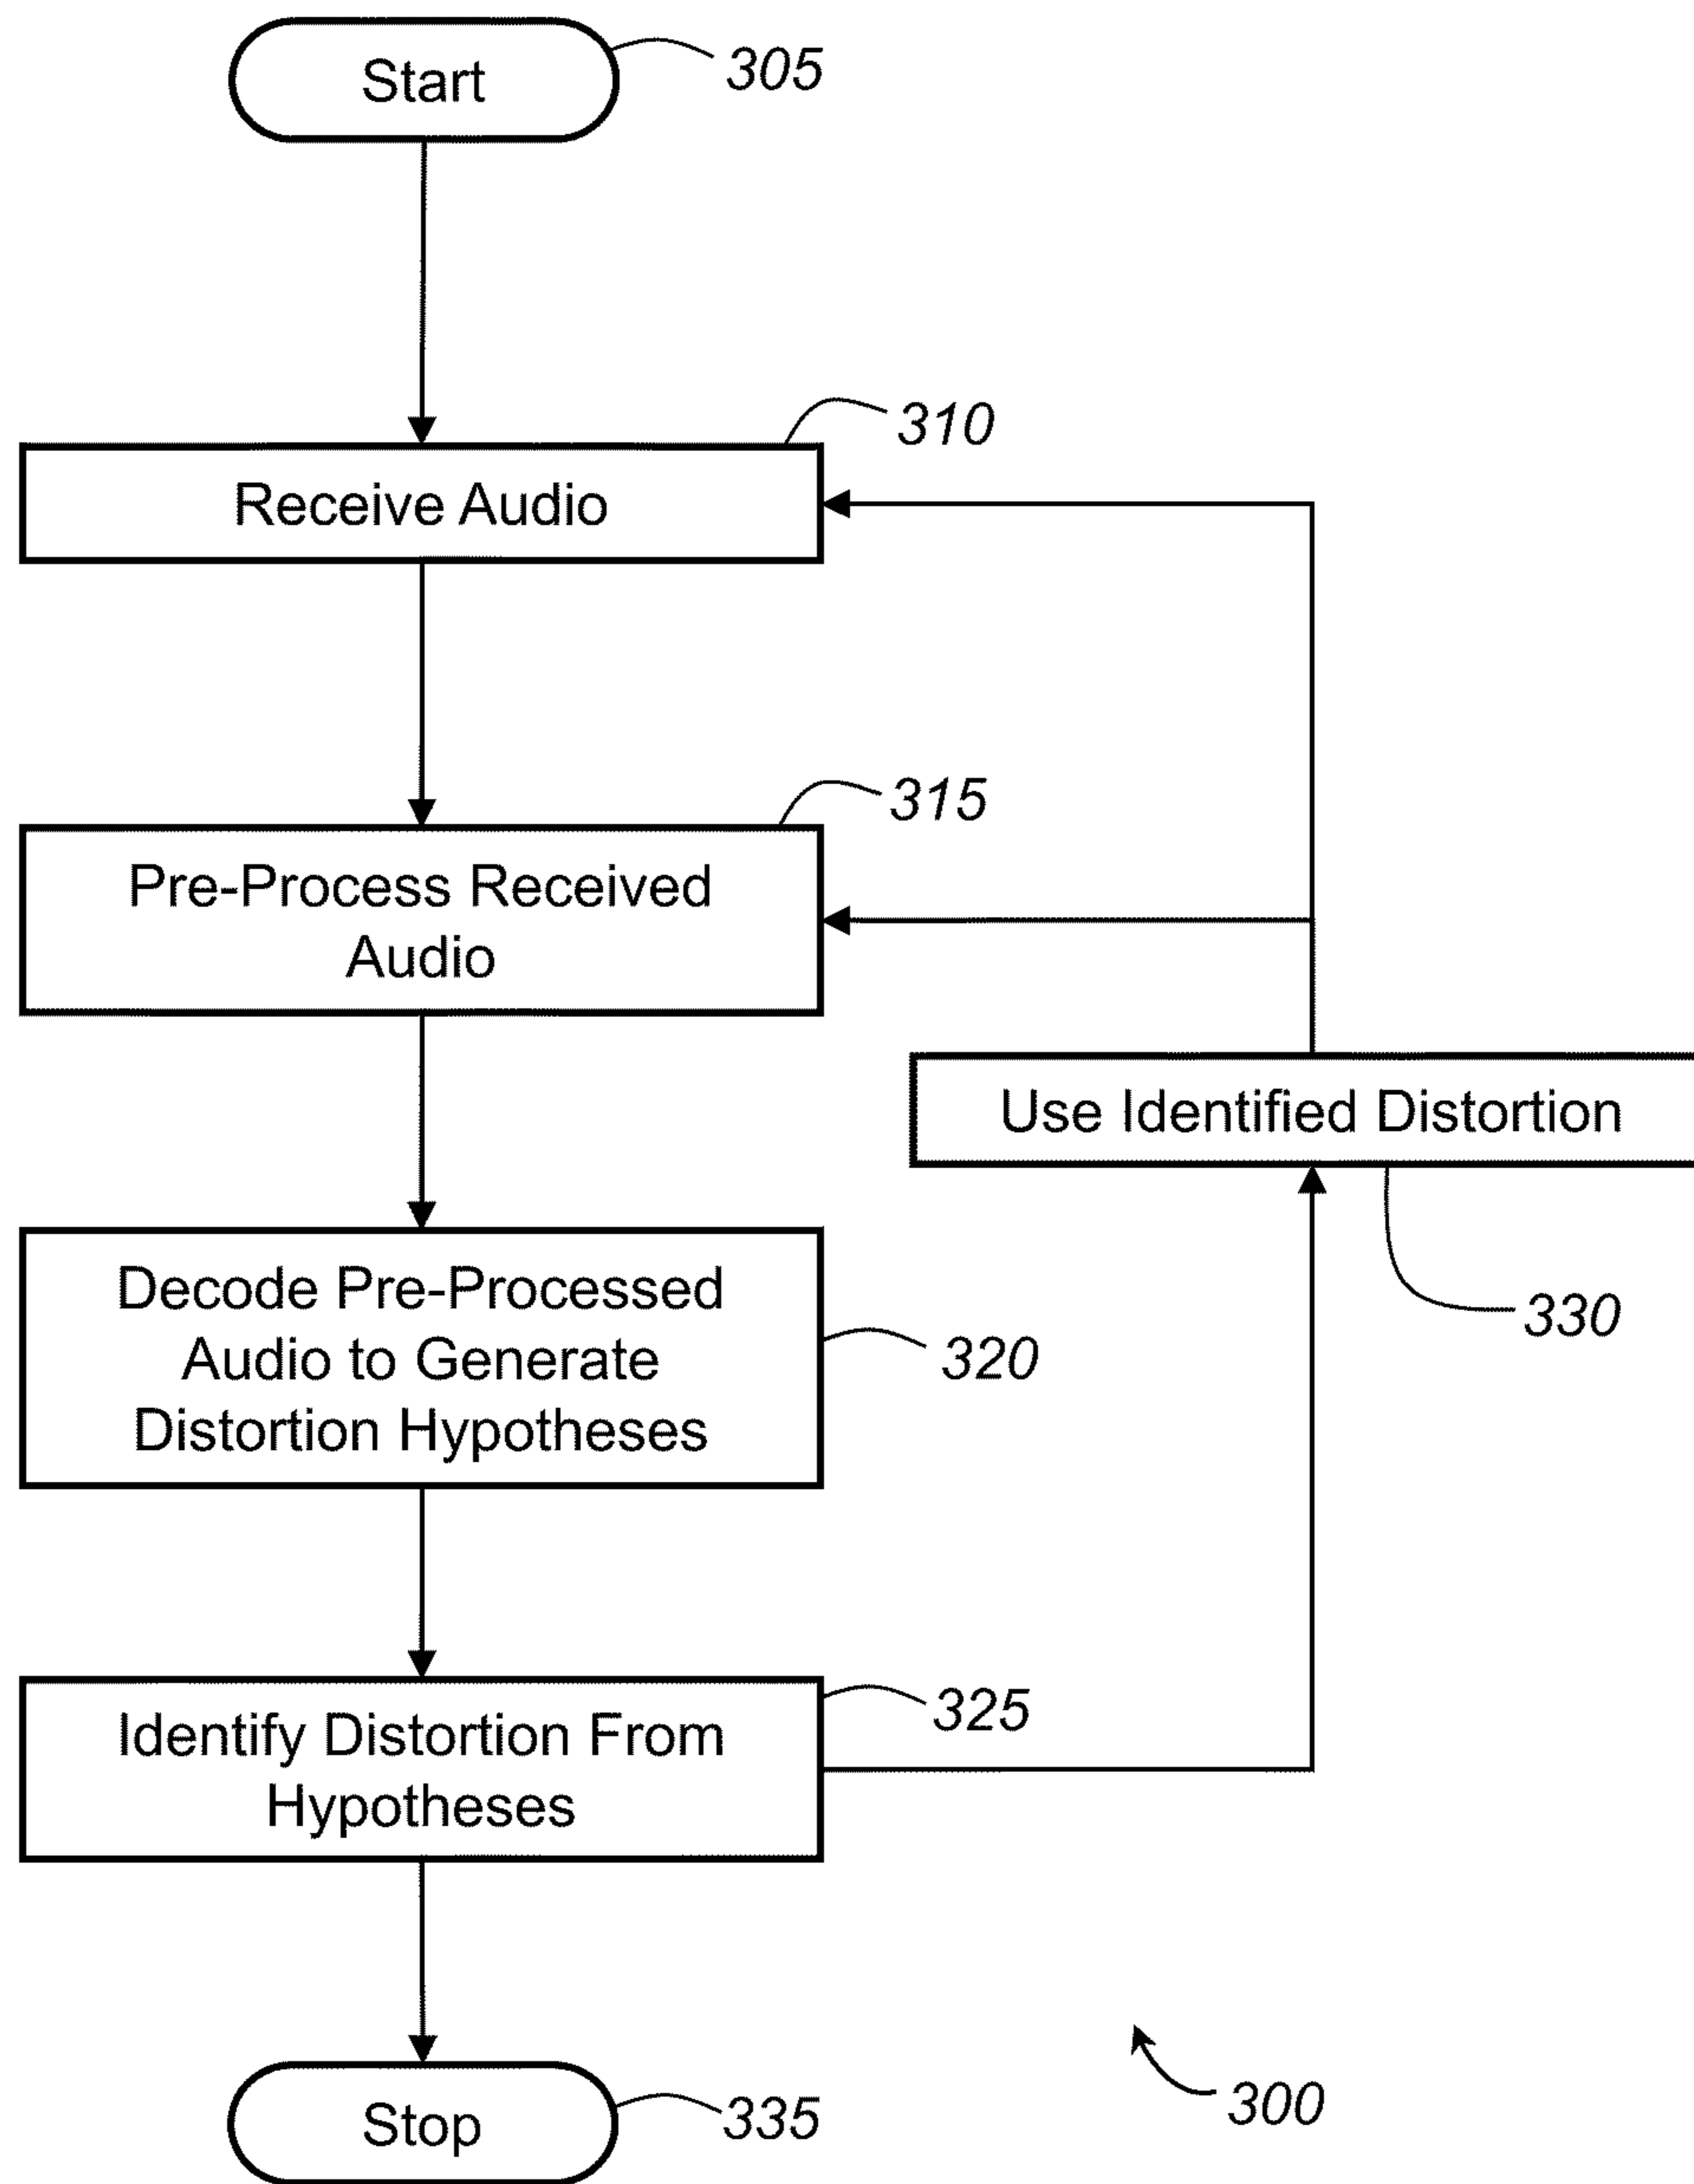 Start
305
310
Receive Audio
315
Pre-Process Received
Audio
Use Identified Distortion
330
Decode Pre-Processed
Audio to Generate
Distortion Hypotheses
320
325
Identify Distortion From
Hypotheses
Stop
335
300